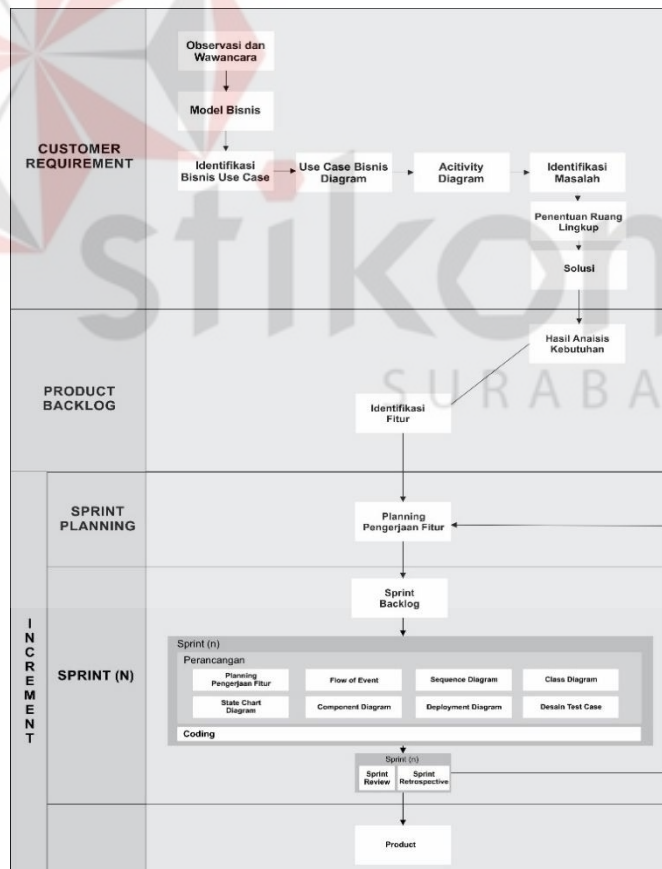 Observasi dan
Wawancara
Model Bisnis
CUSTOMER
REQUIREMENT
Identifikasi
Bisnis Use Case
Use Case Bisnis
Diagram
Acitivity
Diagram
Identifikasi
Masalah
Penentuan Ruang
Lingkup
Solusi
stikom
SURABA
Hasil Anaisis
Kebutuhan
PRODUCT
BACKLOG
Identifikasi
Fitur
SPRINT
PLANNING
Planning
Pengerjaan Fitur
INCREMENT
SPRINT (N)
Sprint
Backlog
Sprint (n)
Perancangan
Planning
Pengerjaan Fitur
Flow of Event
Sequence Diagram
Class Diagram
State Chart
Diagram
Component Diagram
Deployment Diagram
Desain Test Case
Coding
Sprint (n)
Sprint
Review
Sprint
Retrospective
Product